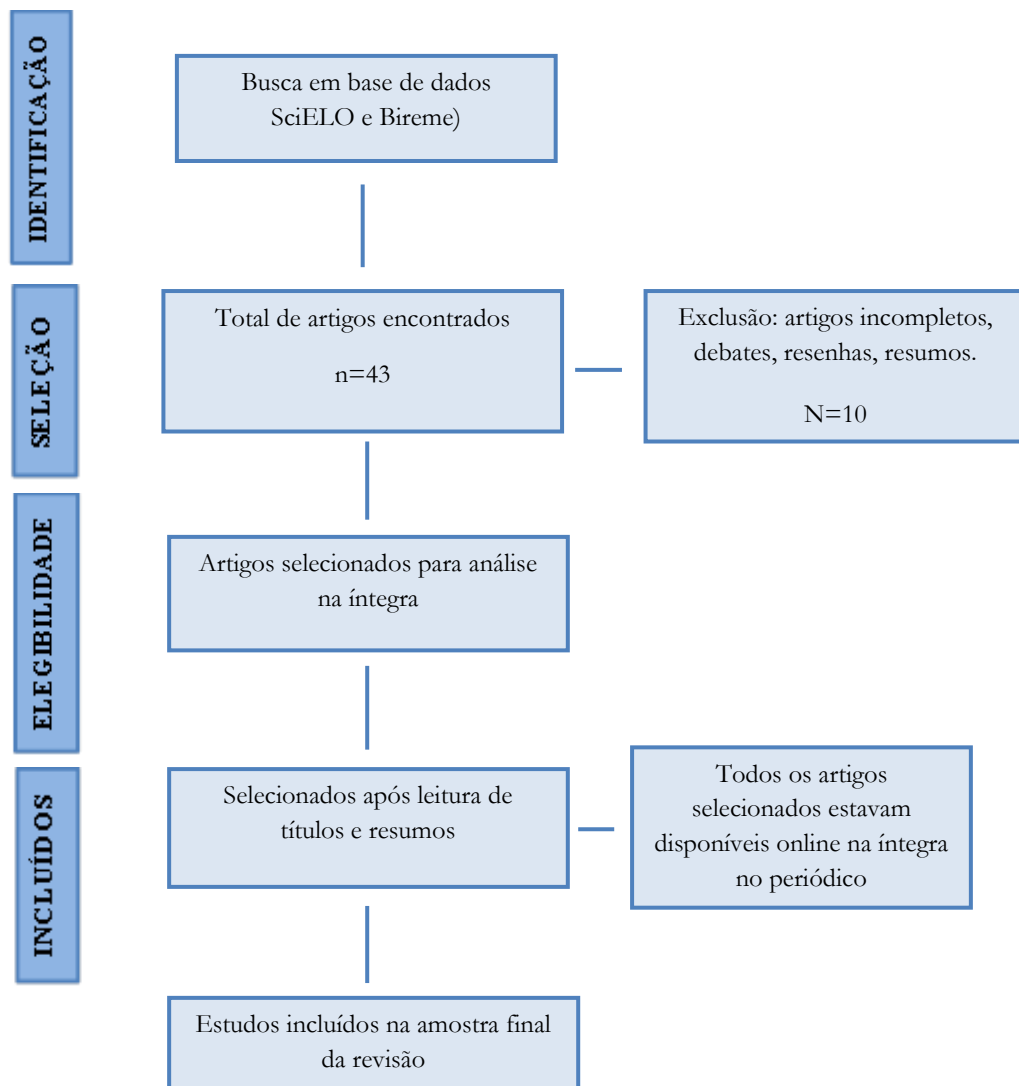 IDENTIFICAÇÃO
Busca em base de dados
SciELO e Bireme)
SELEÇÃO
Total de artigos encontrados
n=43
Exclusão: artigos incompletos,
debates, resenhas, resumos.
N=10
ELEGIBILIDADE
Artigos selecionados para análise
na íntegra
INCLUÍDOS
Selecionados após leitura de
títulos e resumos
Todos os artigos
selecionados estavam
disponíveis online na íntegra
no periódico
Estudos incluídos na amostra final
da revisão